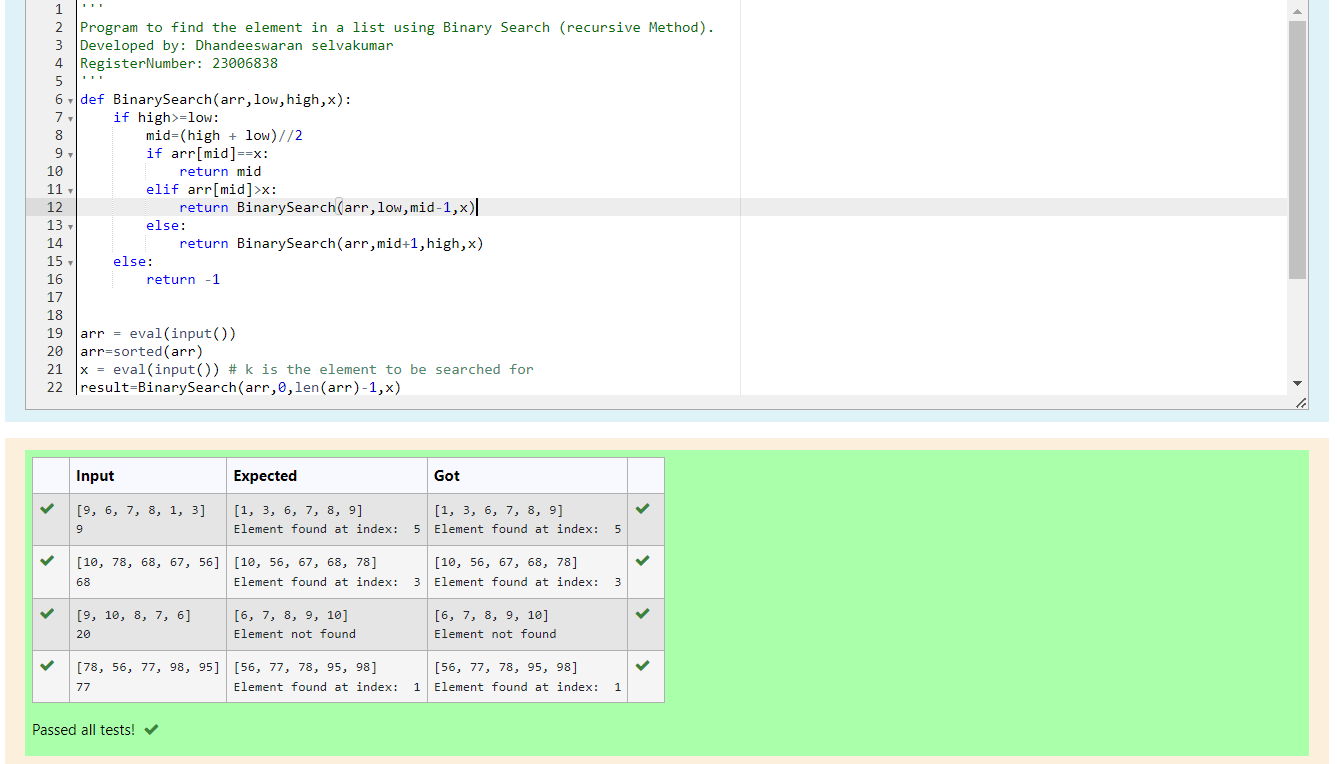 1 '''
2 Program to find the element in a list using Binary Search (recursive Method).
3 Developed by: Dhandeeswaran selvakumar
4 RegisterNumber: 23006838
5 '''
6 def BinarySearch(arr,low,high,x):
7     if high>=low:
8         mid=(high + low)//2
9         if arr[mid]==x:
10             return mid
11         elif arr[mid]>x:
12             return BinarySearch(arr,low,mid-1,x)
13         else:
14             return BinarySearch(arr,mid+1,high,x)
15     else:
16         return -1
17
18
19 arr = eval(input())
20 arr=sorted(arr)
21 x = eval(input()) # k is the element to be searched for
22 result=BinarySearch(arr,0,len(arr)-1,x)
Input Expected Got
[9, 6, 7, 8, 1, 3] [1, 3, 6, 7, 8, 9] [1, 3, 6, 7, 8, 9]
9 Element found at index:  5 Element found at index:  5
[10, 78, 68, 67, 56] [10, 56, 67, 68, 78] [10, 56, 67, 68, 78]
68 Element found at index:  3 Element found at index:  3
[9, 10, 8, 7, 6] [6, 7, 8, 9, 10] [6, 7, 8, 9, 10]
20 Element not found Element not found
[78, 56, 77, 98, 95] [56, 77, 78, 95, 98] [56, 77, 78, 95, 98]
77 Element found at index:  1 Element found at index:  1
Passed all tests!